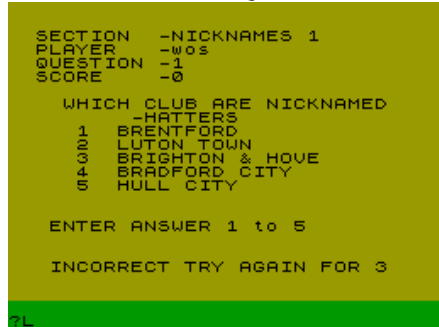 SECTION -NICKNAMES 1
PLAYER -wos
QUESTION -1
SCORE -0
WHICH CLUB ARE NICKNAMED
-HATTERS
1 BRENTFORD
2 LUTON TOWN
3 BRIGHTON & HOVE
4 BRADFORD CITY
5 HULL CITY
ENTER ANSWER 1 to 5
INCORRECT TRY AGAIN FOR 3
?L